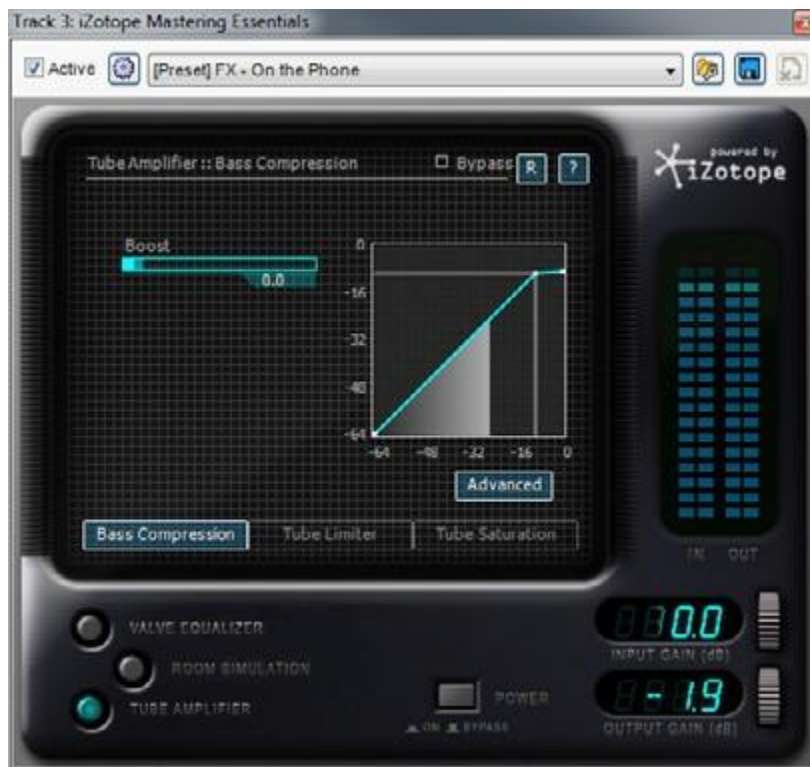 Track 3: iZotope Mastering Essentials
Active [Preset] FX - On the Phone
powered by
iZotope
Tube Amplifier :: Bass Compression Bypass R ?
Boost
0.0
0
-16
-32
-48
-64
-64 -48 -32 -16 0
Advanced
Bass Compression Tube Limiter Tube Saturation
IN OUT
VALVE EQUALIZER
ROOM SIMULATION
TUBE AMPLIFIER
POWER
ON BYPASS
0.0
INPUT GAIN (dB)
-1.9
OUTPUT GAIN (dB)